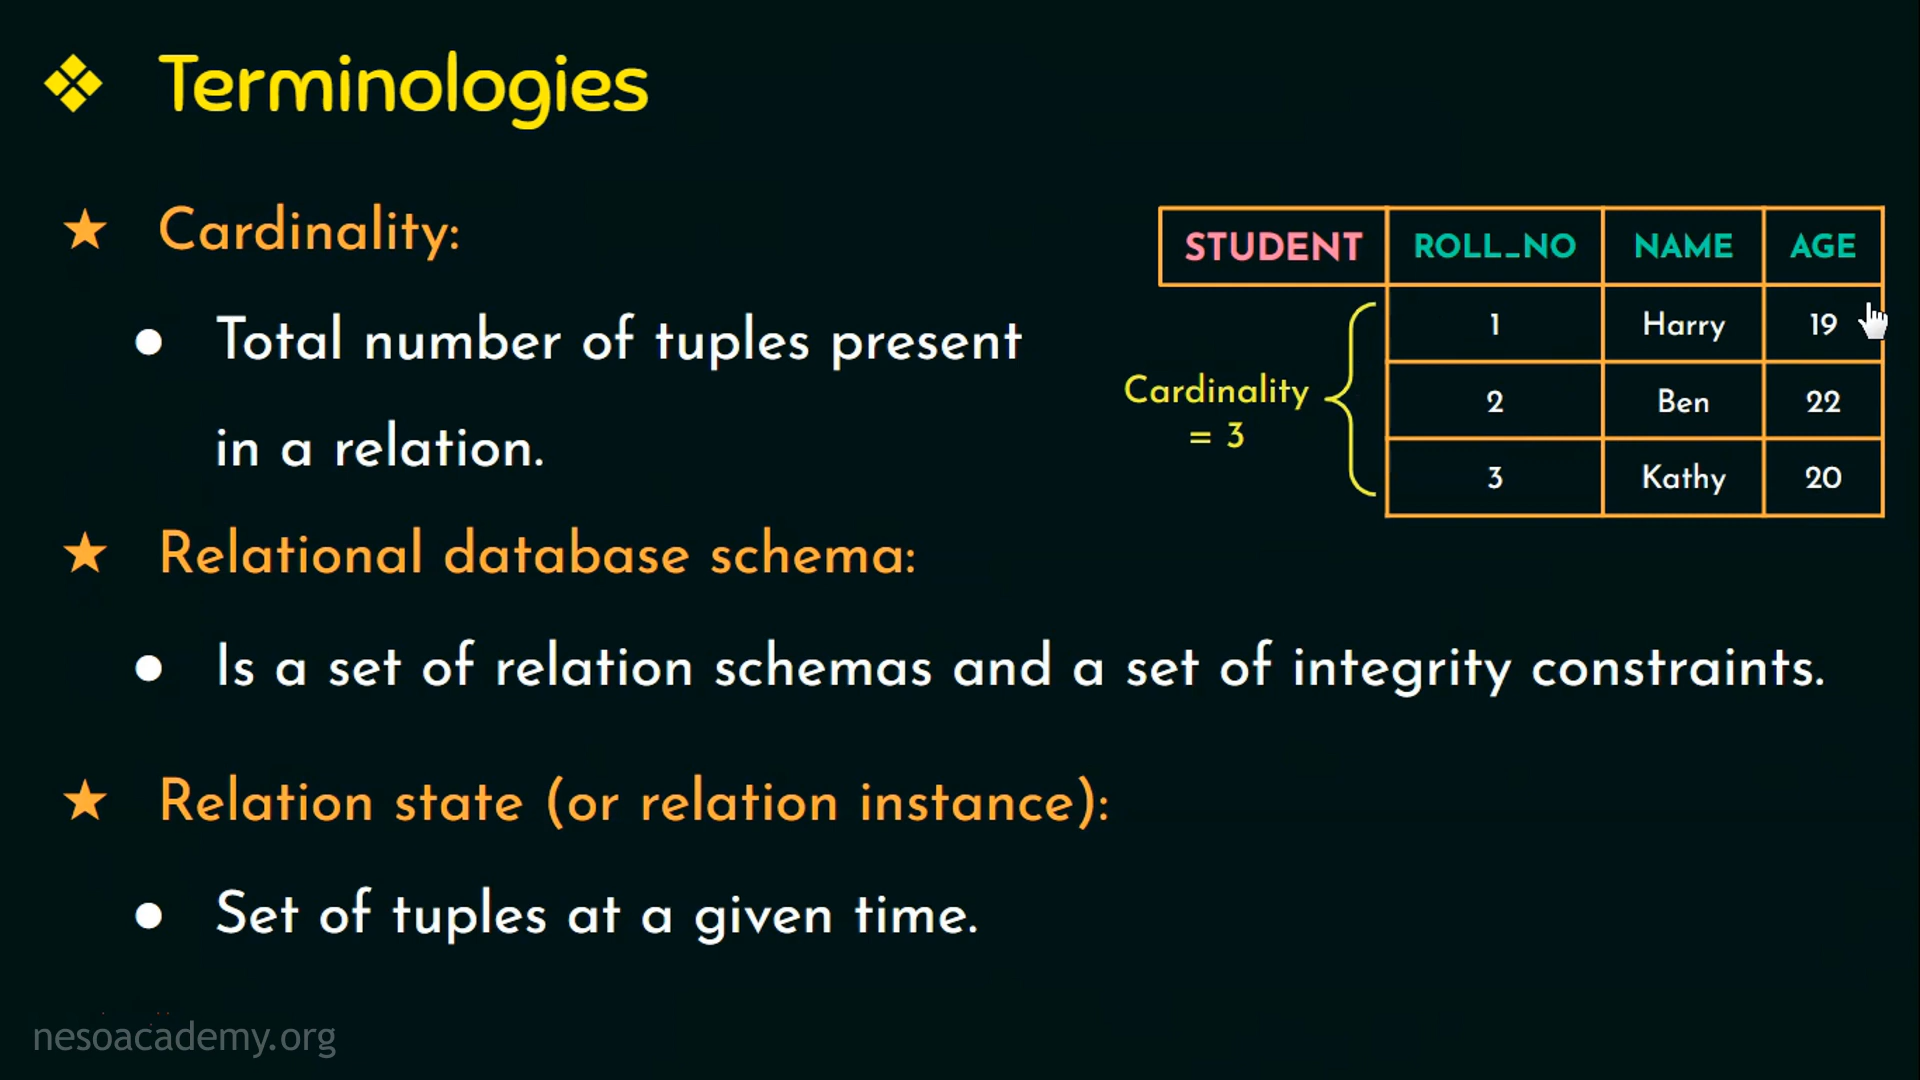 Terminologies
Cardinality:
Total number of tuples present
in a relation.
STUDENT ROLL_NO NAME AGE
1 Harry 19
2 Ben 22
3 Kathy 20
Cardinality
= 3
Relational database schema:
Is a set of relation schemas and a set of integrity constraints.
Relation state (or relation instance):
Set of tuples at a given time.
nesoacademy.org